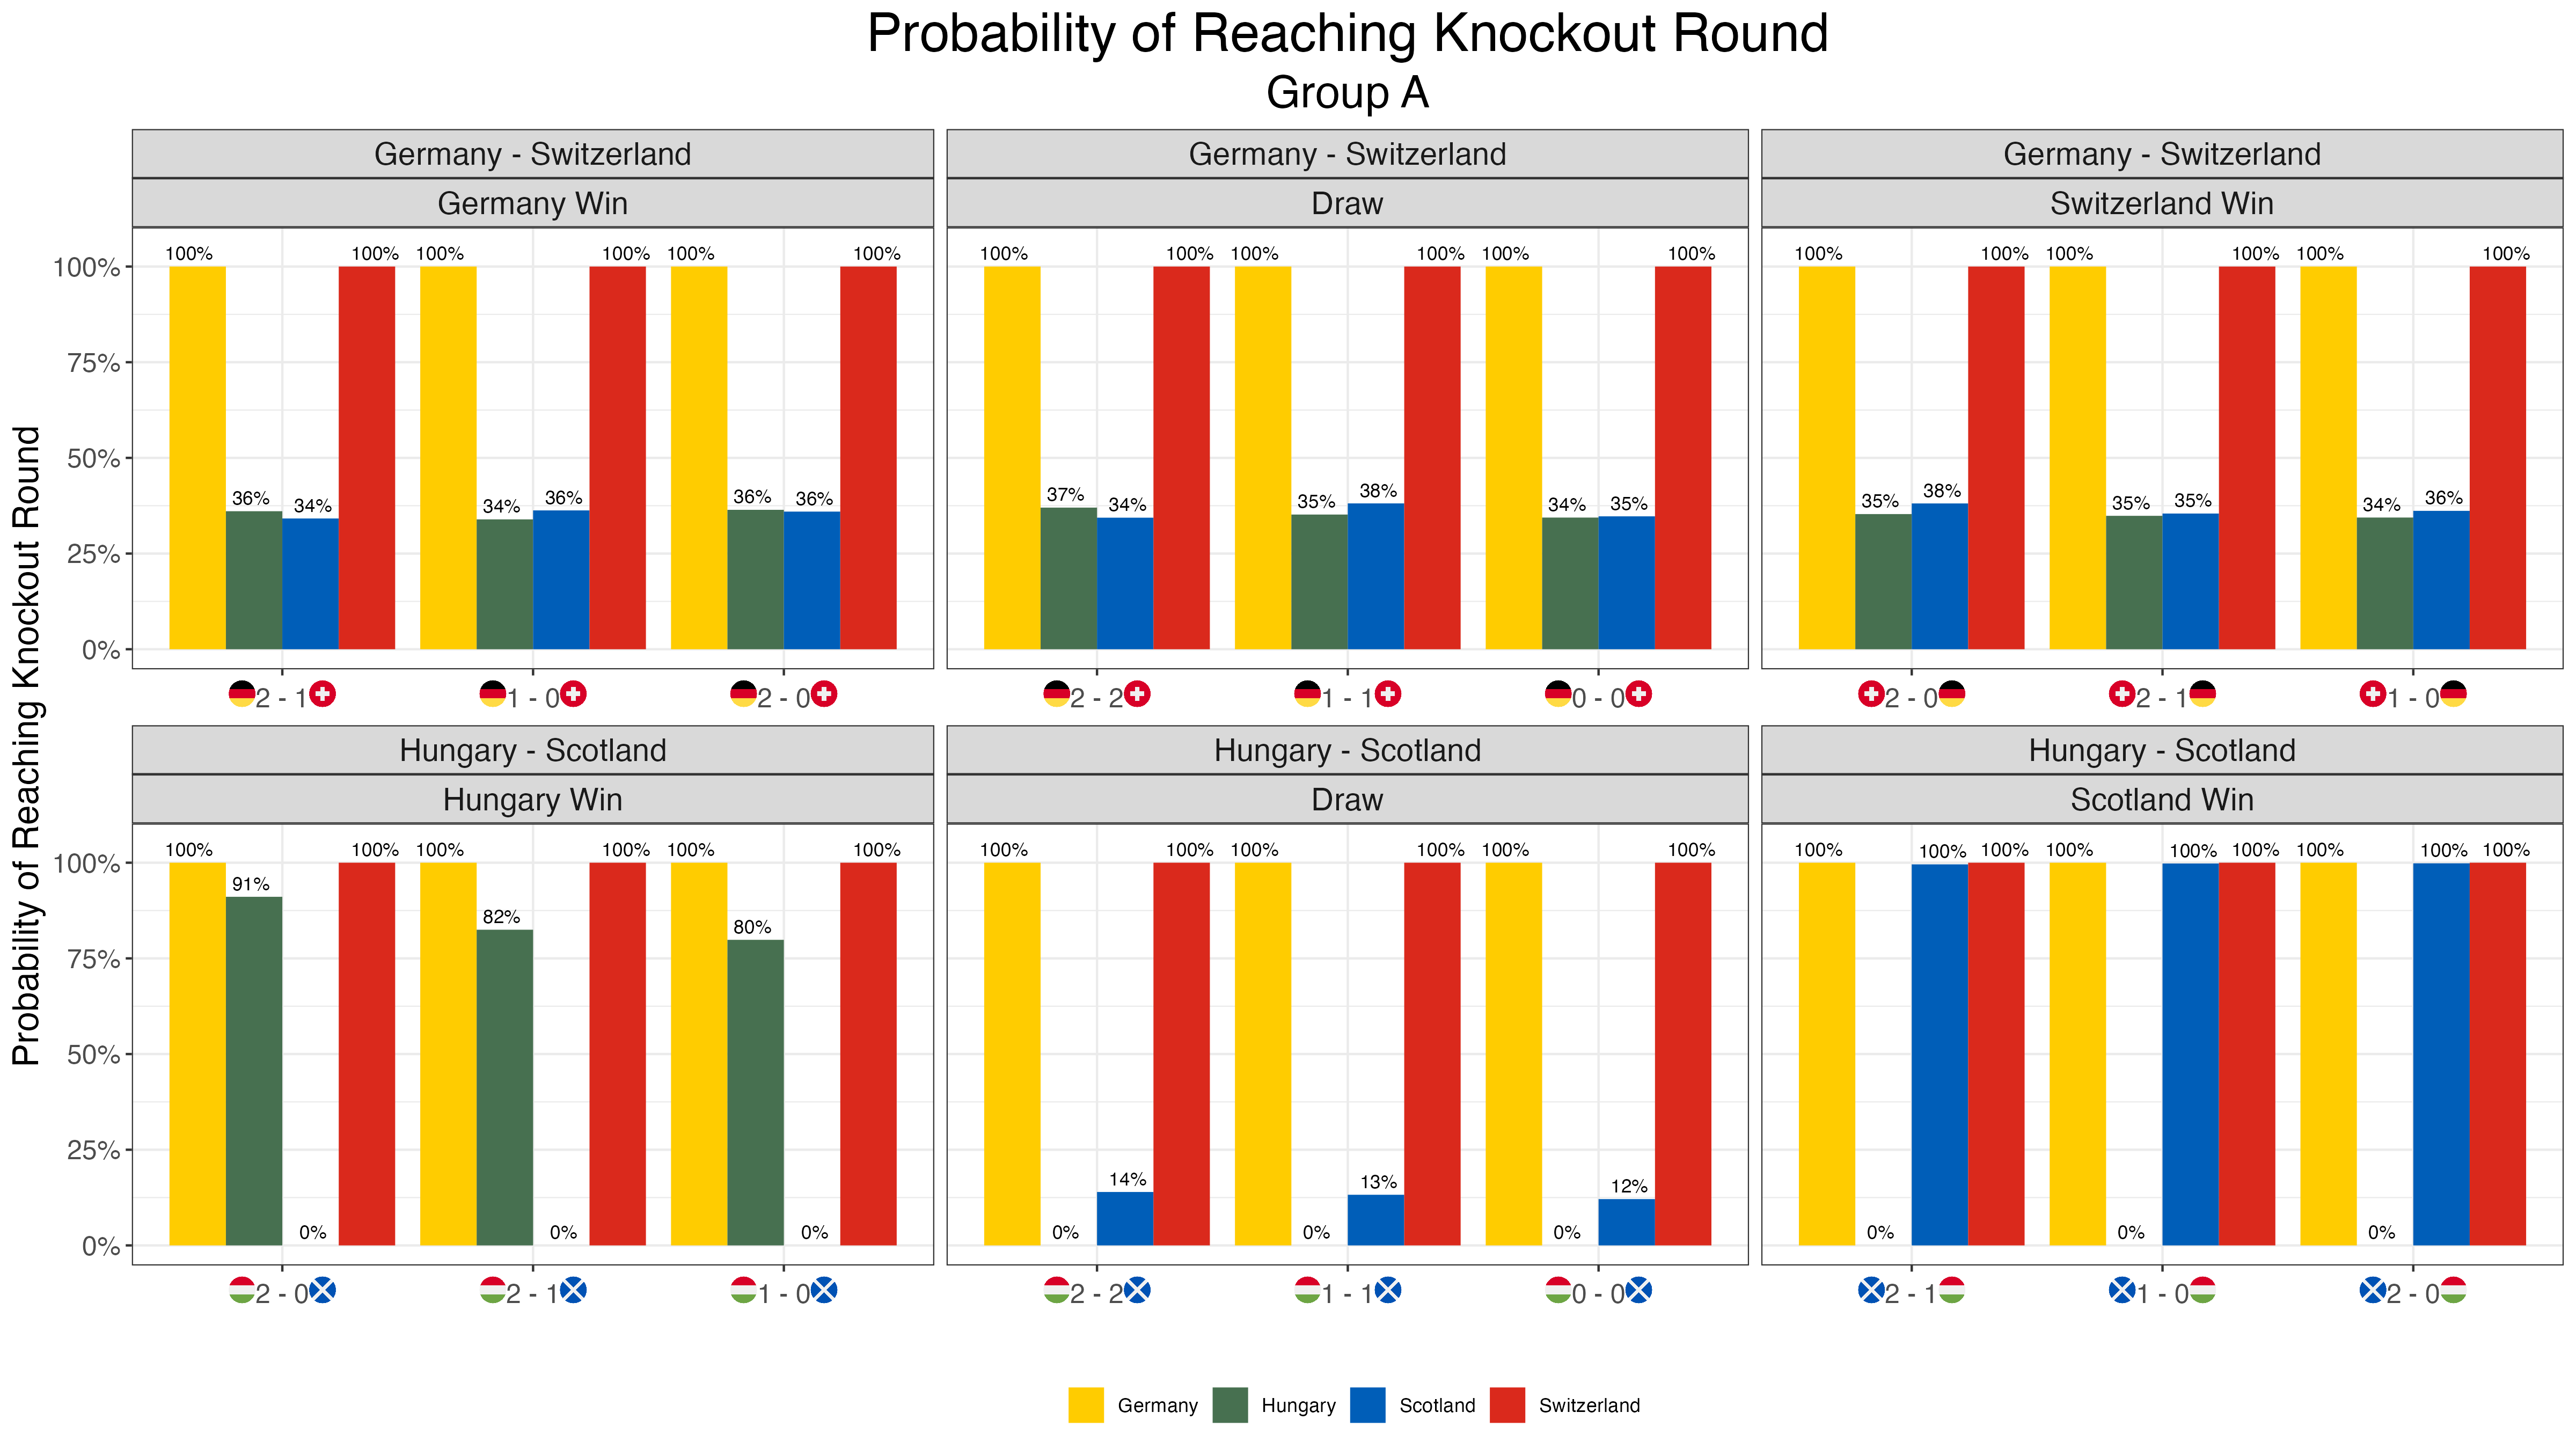 Probability of Reaching Knockout Round
Group A
Probability of Reaching Knockout Round
Germany - Switzerland
Germany Win
100% 36% 34% 100% 100% 34% 36% 100% 100% 36% 36% 100%
100%
75%
50%
25%
0%
2 - 1 1 - 0 2 - 0
Germany - Switzerland
Draw
100% 37% 34% 100% 100% 35% 38% 100% 100% 34% 35% 100%
2 - 2 1 - 1 0 - 0
Germany - Switzerland
Switzerland Win
100% 35% 38% 100% 100% 35% 35% 100% 100% 34% 36% 100%
2 - 0 2 - 1 1 - 0
Hungary - Scotland
Hungary Win
100% 91% 0% 100% 100% 82% 0% 100% 100% 80% 0% 100%
100%
75%
50%
25%
0%
2 - 0 2 - 1 1 - 0
Hungary - Scotland
Draw
100% 0% 14% 100% 100% 0% 13% 100% 100% 0% 12% 100%
2 - 2 1 - 1 0 - 0
Hungary - Scotland
Scotland Win
100% 0% 100% 100% 100% 0% 100% 100% 100% 0% 100% 100%
2 - 1 1 - 0 2 - 0
Germany Hungary Scotland Switzerland